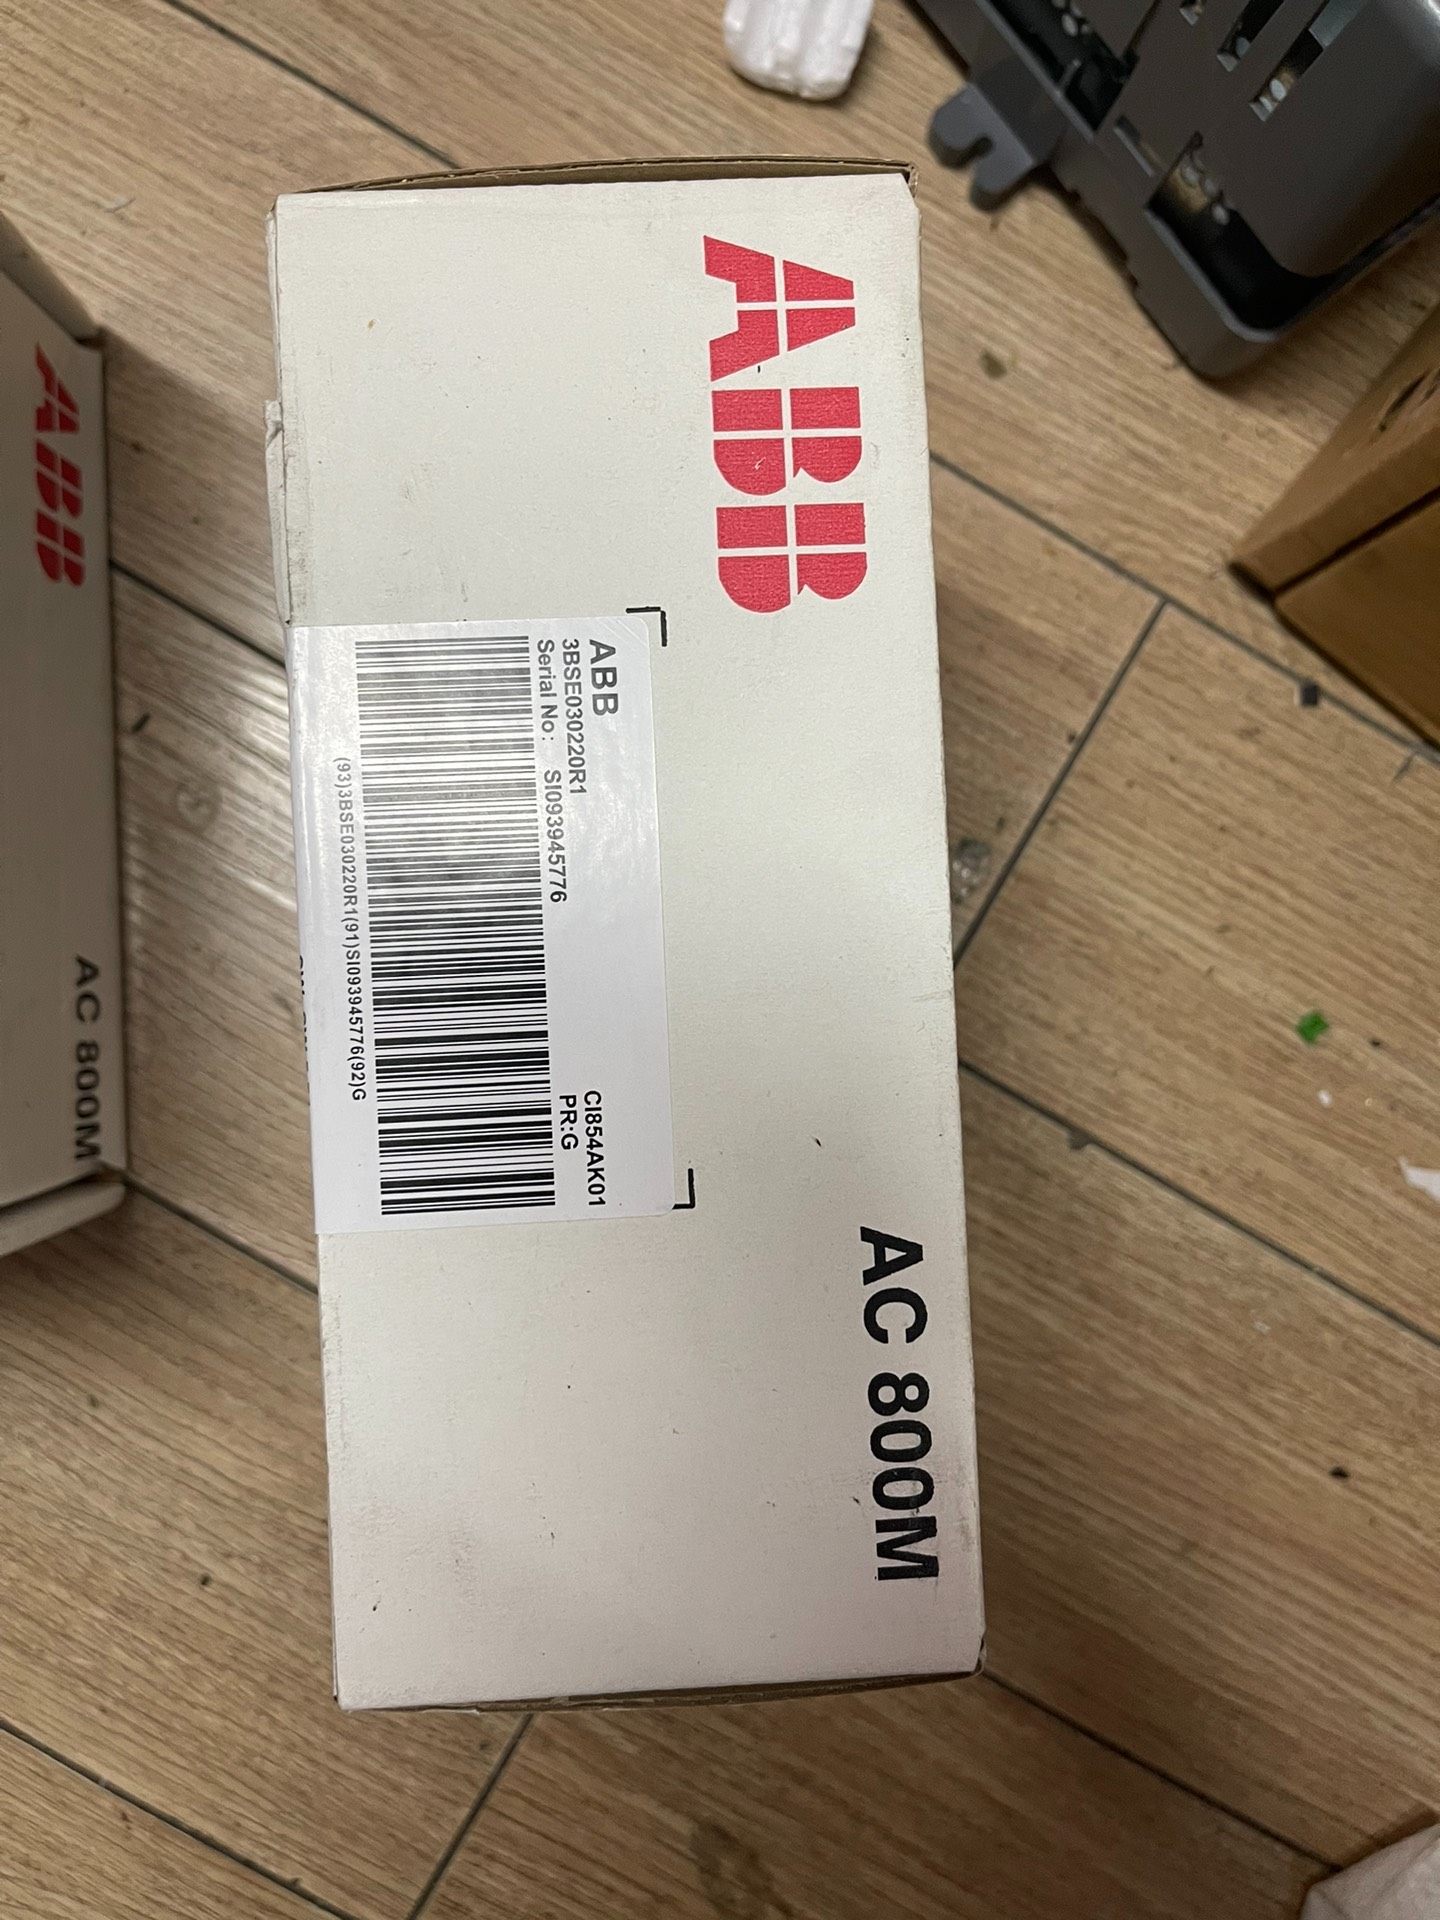 ABB
ABB
3BSE030220R1
Serial No: SI093945776
CI854AK01
PR:G
(93)3BSE030220R1(91)SI093945776(92)G
AC 800M
ABB
AC 800M